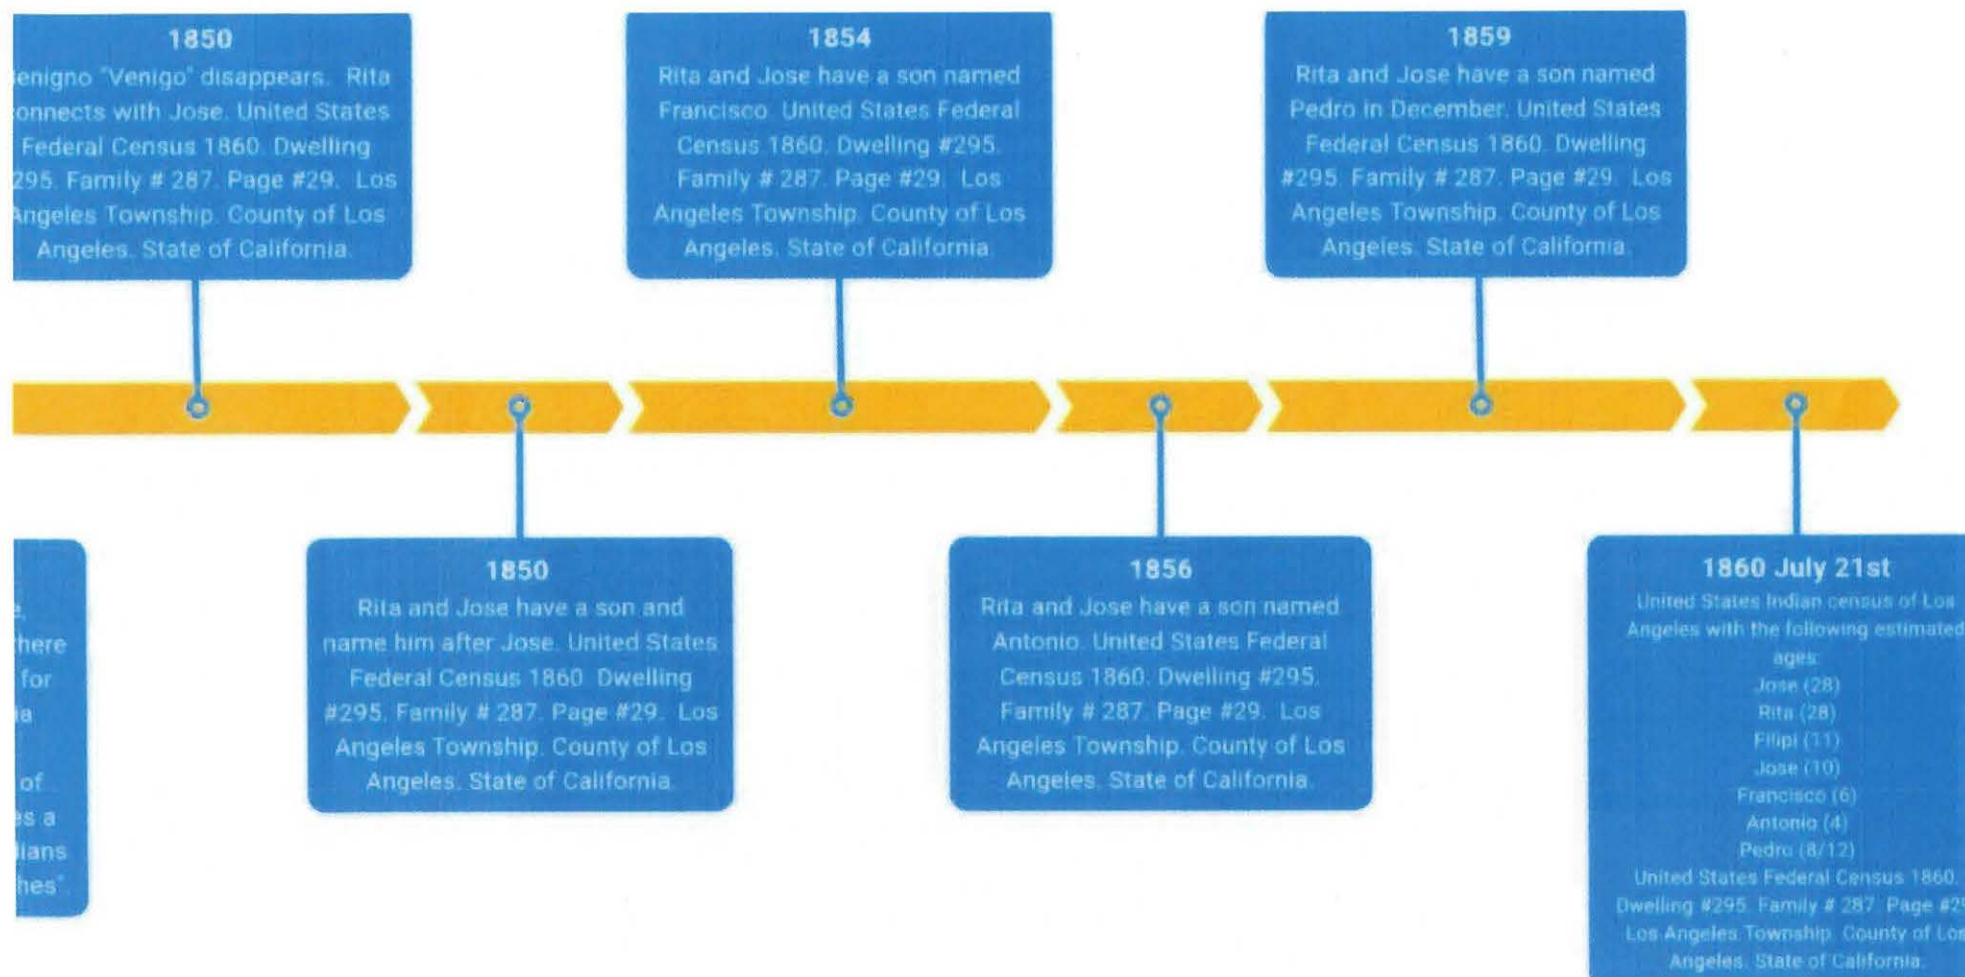 1850
"Venigo" disappears. Rita
with Jose. United States
Federal Census 1860. Dwelling
295. Family # 287. Page #29. Los
Angeles Township. County of Los
Angeles. State of California.
1854
Rita and Jose have a son named
Francisco. United States Federal
Census 1860. Dwelling #295.
Family # 287. Page #29. Los
Angeles Township. County of Los
Angeles. State of California.
1859
Rita and Jose have a son named
Pedro in December. United States
Federal Census 1860. Dwelling
#295. Family # 287. Page #29. Los
Angeles Township. County of Los
Angeles. State of California.
for
of
a
1850
Rita and Jose have a son and
name him after Jose. United States
Federal Census 1860. Dwelling
#295. Family # 287. Page #29. Los
Angeles Township. County of Los
Angeles. State of California.
1856
Rita and Jose have a son named
Antonio. United States Federal
Census 1860. Dwelling #295.
Family # 287. Page #29. Los
Angeles Township. County of Los
Angeles. State of California.
1860 July 21st
United States Indian census of Los
Angeles with the following estimated
ages:
Jose (28)
Rita (28)
Filipi (11)
Jose (10)
Francisco (6)
Antonio (4)
Pedro (8/12)
United States Federal Census 1860.
Dwelling #295. Family # 287. Page
Los Angeles Township. County of Los
Angeles. State of California.